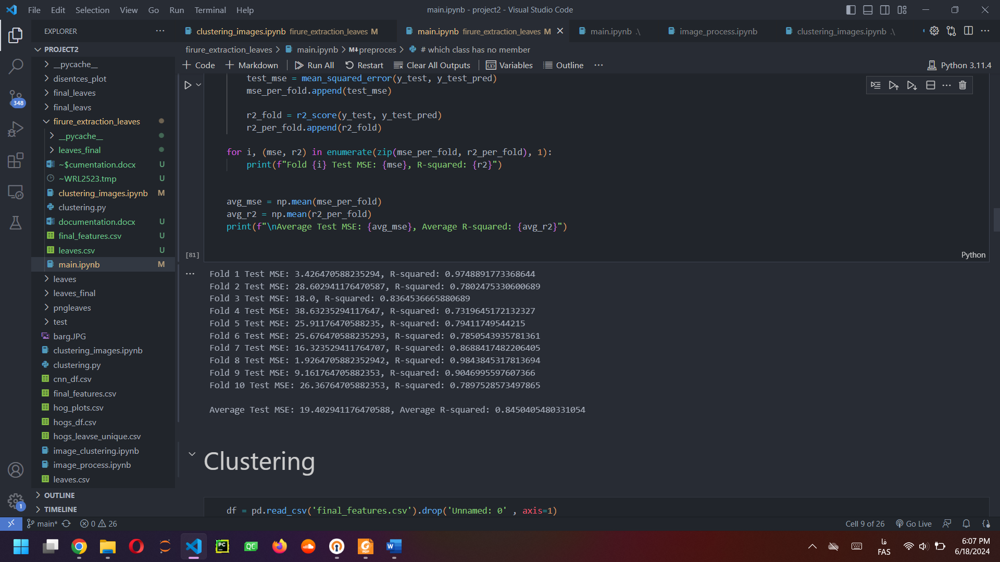 File Edit Selection View Go Run Terminal Help
main.ipynb - project2 - Visual Studio Code
EXPLORER
clustering_images.ipynb firure_extraction_leaves M
main.ipynb firure_extraction_leaves M
main.ipynb .\
image_process.ipynb
clustering_images.ipynb .\
firure_extraction_leaves > main.ipynb > M↓preproces > # which class has no member
Code Markdown Run All Restart Clear All Outputs Variables Outline
Python 3.11.4
PROJECT2
__pycache__
disentces_plot
final_leaves
final_leavs
firure_extraction_leaves
__pycache__
leaves_final
~$cumentation.docx U
~WRL2523.tmp U
clustering_images.ipynb M
clustering.py
documentation.docx U
final_features.csv U
leaves.csv U
main.ipynb M
leaves
leaves_final
pngleaves
test
barg.JPG
clustering_images.ipynb
clustering.py
cnn_df.csv
final_features.csv
hog_plots.csv
hogs_df.csv
hogs_leavse_unique.csv
image_clustering.ipynb
image_process.ipynb
leaves.csv
OUTLINE
TIMELINE
348
1
test_mse = mean_squared_error(y_test, y_test_pred)
mse_per_fold.append(test_mse)
r2_fold = r2_score(y_test, y_test_pred)
r2_per_fold.append(r2_fold)
for i, (mse, r2) in enumerate(zip(mse_per_fold, r2_per_fold), 1):
print(f"Fold {i} Test MSE: {mse}, R-squared: {r2}")
avg_mse = np.mean(mse_per_fold)
avg_r2 = np.mean(r2_per_fold)
print(f"\nAverage Test MSE: {avg_mse}, Average R-squared: {avg_r2}")
[81]
Python
Fold 1 Test MSE: 3.426470588235294, R-squared: 0.9748891773368644
Fold 2 Test MSE: 28.602941176470587, R-squared: 0.7802475330600689
Fold 3 Test MSE: 18.0, R-squared: 0.8364536665880689
Fold 4 Test MSE: 38.63235294117647, R-squared: 0.7319645172132327
Fold 5 Test MSE: 25.91176470588235, R-squared: 0.79411749544215
Fold 6 Test MSE: 25.676470588235293, R-squared: 0.7850543935781361
Fold 7 Test MSE: 16.323529411764707, R-squared: 0.8688417482206405
Fold 8 Test MSE: 1.9264705882352942, R-squared: 0.9843845317813694
Fold 9 Test MSE: 9.161764705882353, R-squared: 0.9046995597607366
Fold 10 Test MSE: 26.36764705882353, R-squared: 0.7897528573497865
Average Test MSE: 19.402941176470588, Average R-squared: 0.8450405480331054
Clustering
df = pd.read_csv('final_features.csv').drop('Unnamed: 0' , axis=1)
main* 0 26
Cell 9 of 26 Go Live
فا
FAS
6:07 PM
6/18/2024